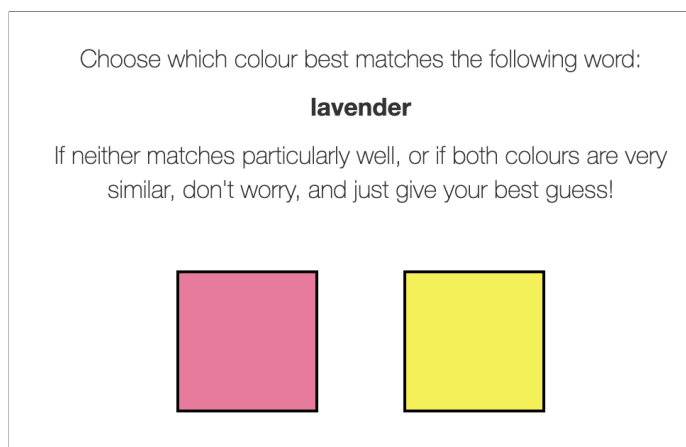 Choose which colour best matches the following word:
lavender
If neither matches particularly well, or if both colours are very
similar, don't worry, and just give your best guess!